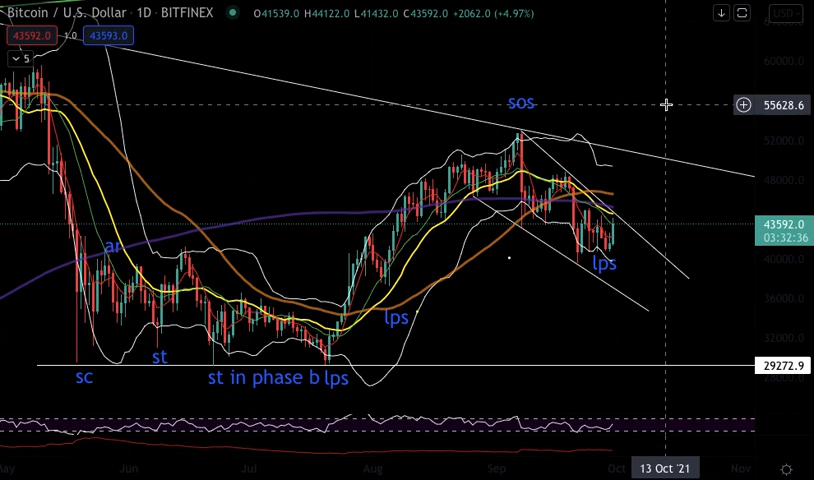 Bitcoin / U.S. Dollar · 1D · BITFINEX O41539.0 H44122.0 L41432.0 C43592.0 +2062.0 (+4.97%) USD
43592.0 1.0 43593.0
5
60000.0
sos
55628.6
52000.0
48000.0
43592.0
03:32:36
ar
40000.0
lps
36000.0
lps
32000.0
st
29272.9
sc
st in phase b lps
28000.0
May Jun Jul Aug Sep Oct 13 Oct '21 Nov